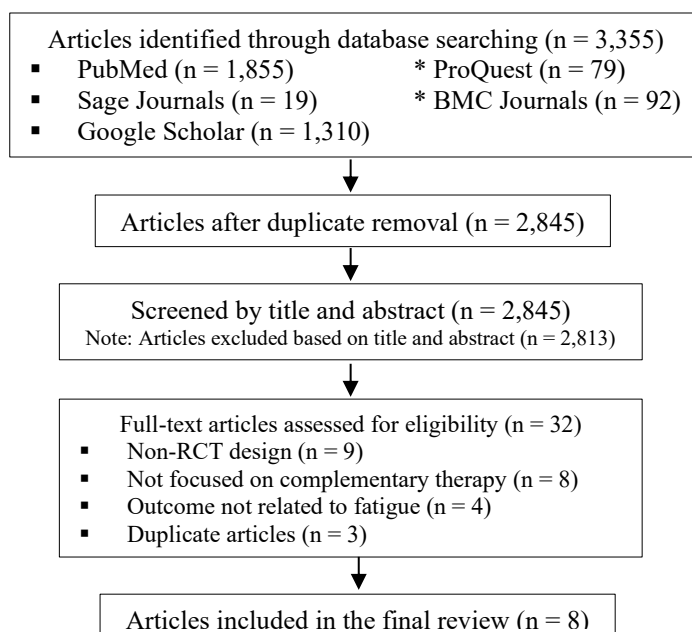 Articles identified through database searching (n = 3,355)
▪ PubMed (n = 1,855) * ProQuest (n = 79)
▪ Sage Journals (n = 19) * BMC Journals (n = 92)
▪ Google Scholar (n = 1,310)
Articles after duplicate removal (n = 2,845)
Screened by title and abstract (n = 2,845)
Note: Articles excluded based on title and abstract (n = 2,813)
Full-text articles assessed for eligibility (n = 32)
▪ Non-RCT design (n = 9)
▪ Not focused on complementary therapy (n = 8)
▪ Outcome not related to fatigue (n = 4)
▪ Duplicate articles (n = 3)
Articles included in the final review (n = 8)